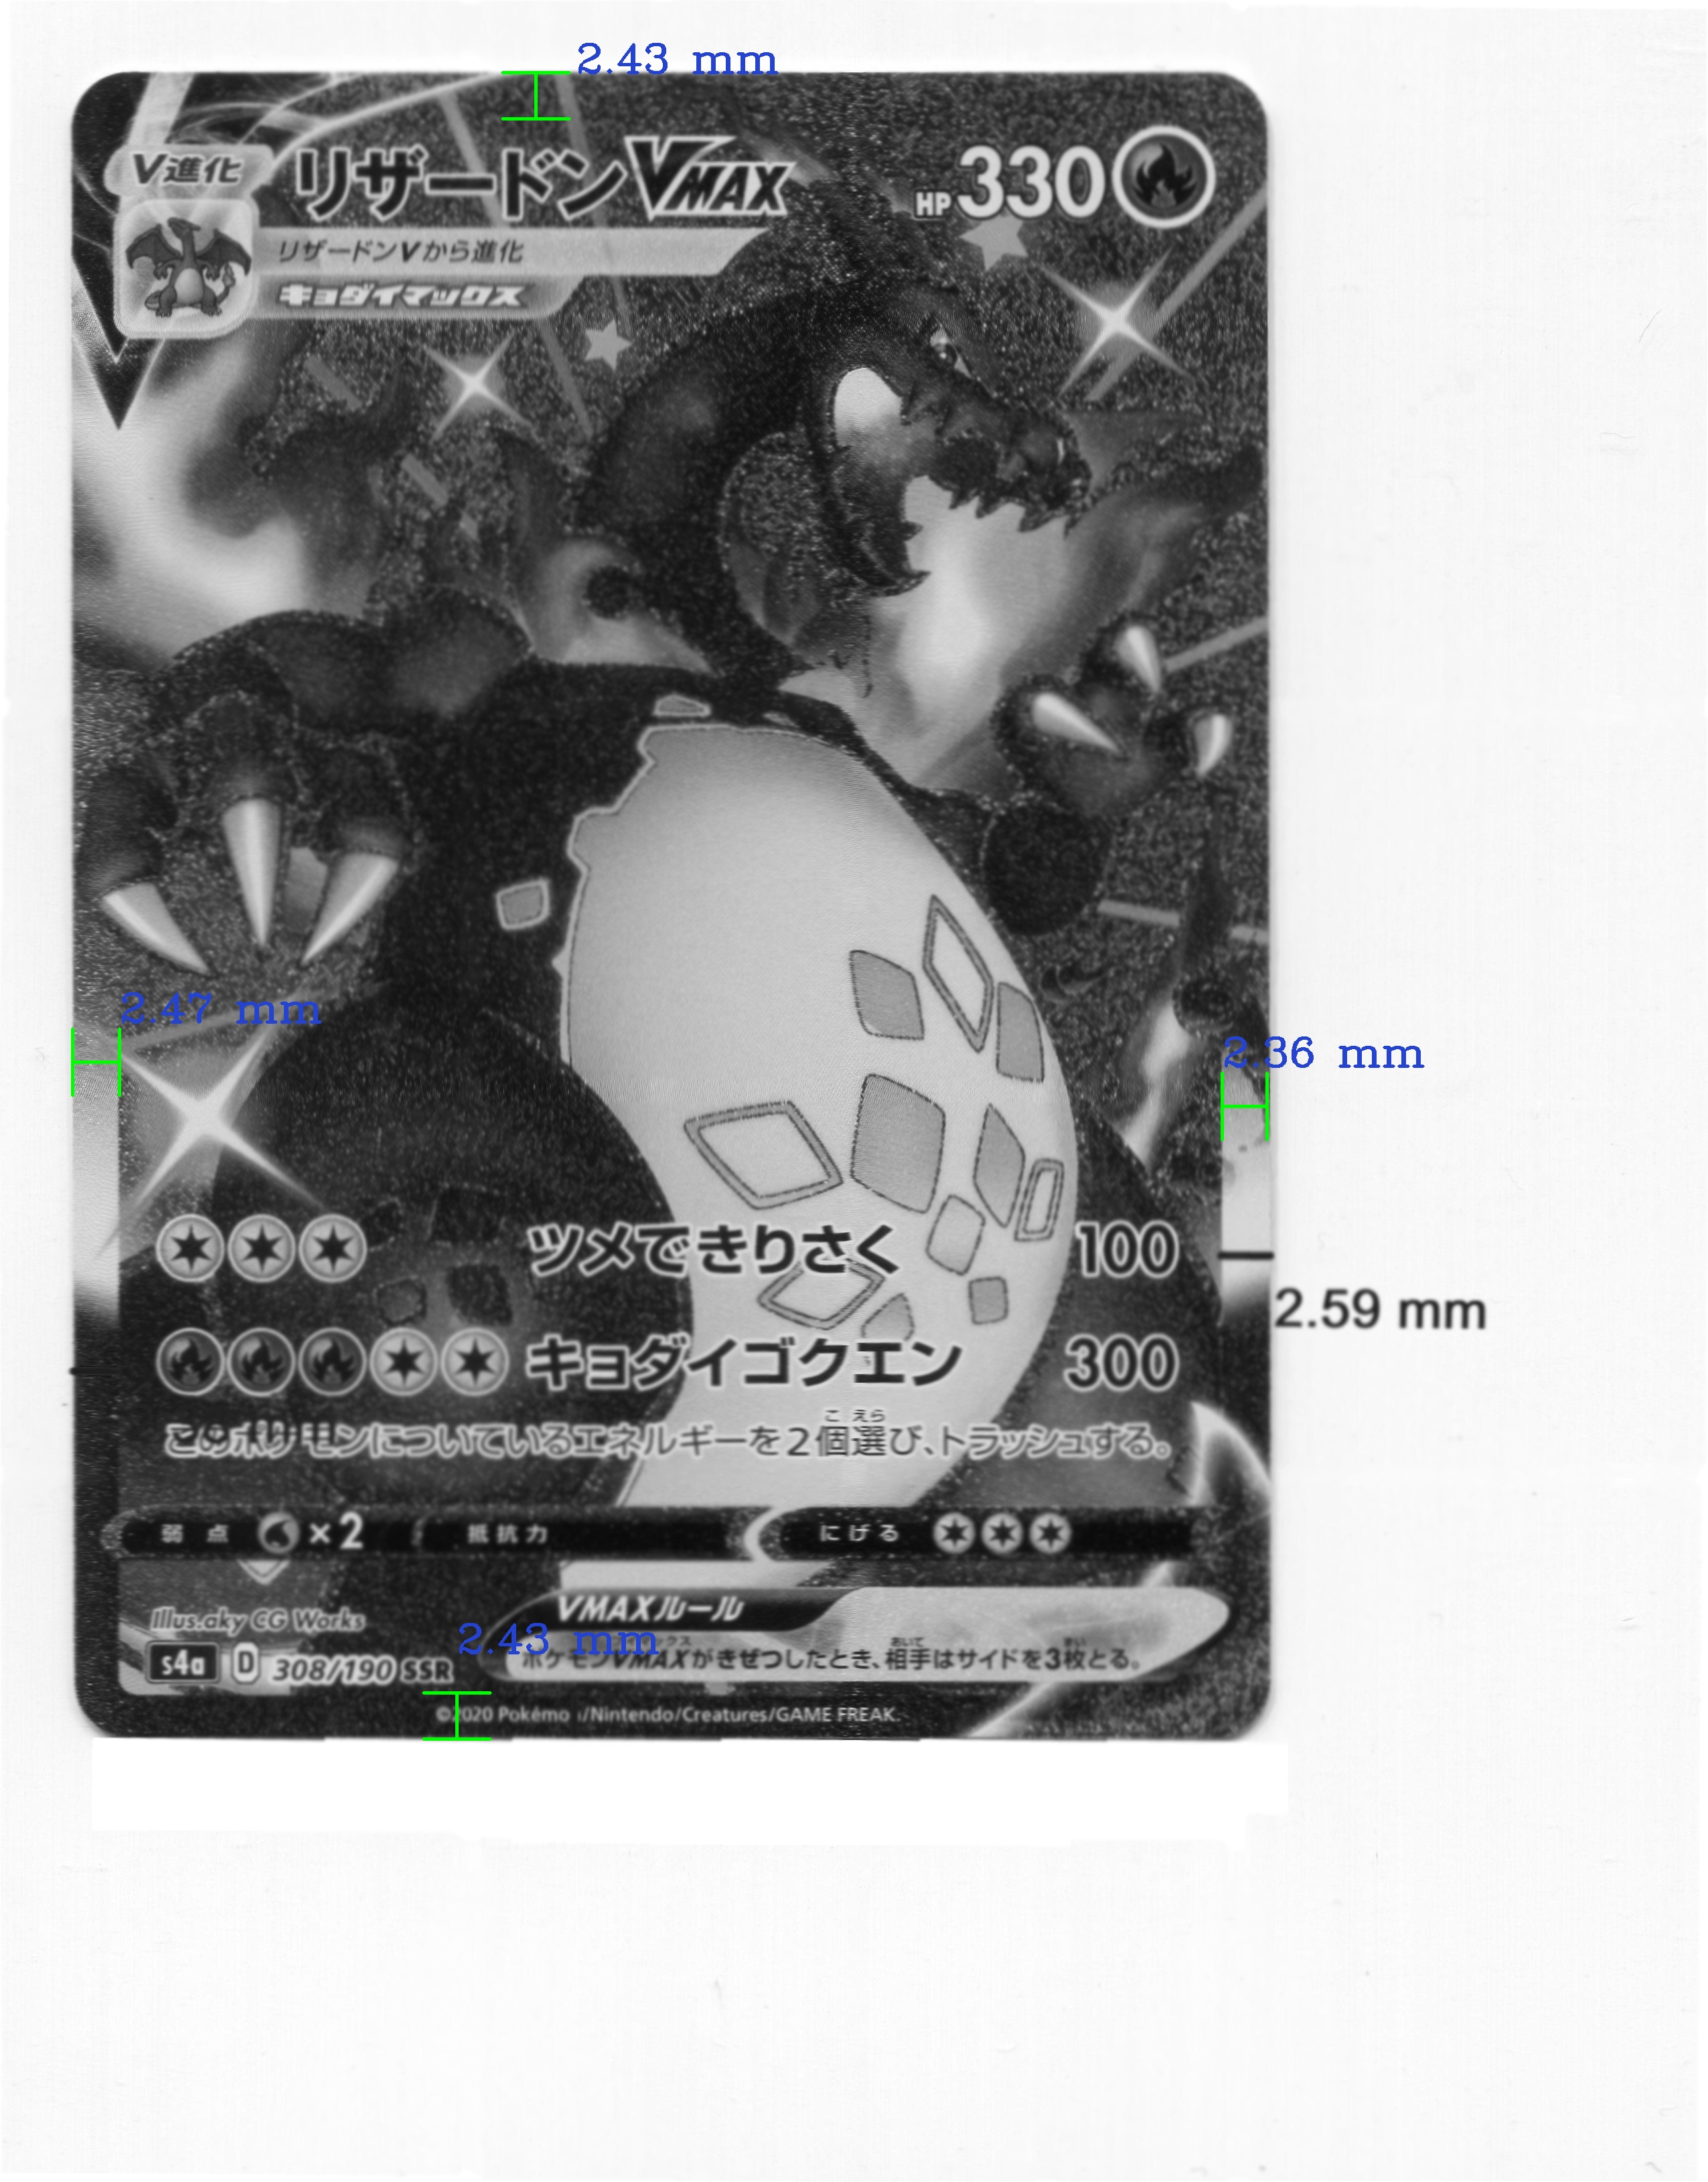 2.43 mm
V進化
リザードンVMAX
HP330
リザードンVから進化
キョダイマックス
2.47 mm
2.36 mm
ツメできりさく 100
2.59 mm
キョダイゴクエン 300
このポケモンについているエネルギーを2個選び、トラッシュする。
こ えら
弱点 ×2 抵抗力 にげる
Illus.aky CG Works
VMAXルール
2.43 mm
ポケモンVMAXがきぜつしたとき、相手はサイドを3枚とる。
あいて まい
s4a D 308/190 SSR
©2020 Pokémon/Nintendo/Creatures/GAME FREAK.